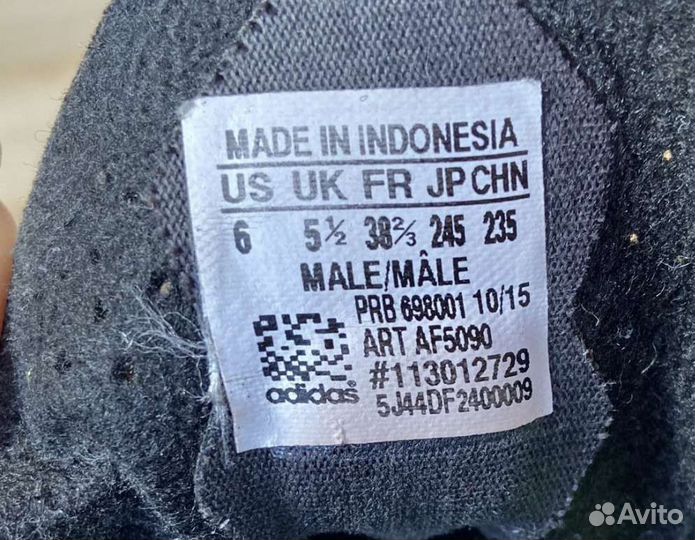 MADE IN INDONESIA
US UK FR JP CHN
6 5½ 38⅔ 245 235
MALE/MÂLE
PRB 698001 10/15
ART AF5090
#113012729
adidas®
5J44DF2400009
Avito